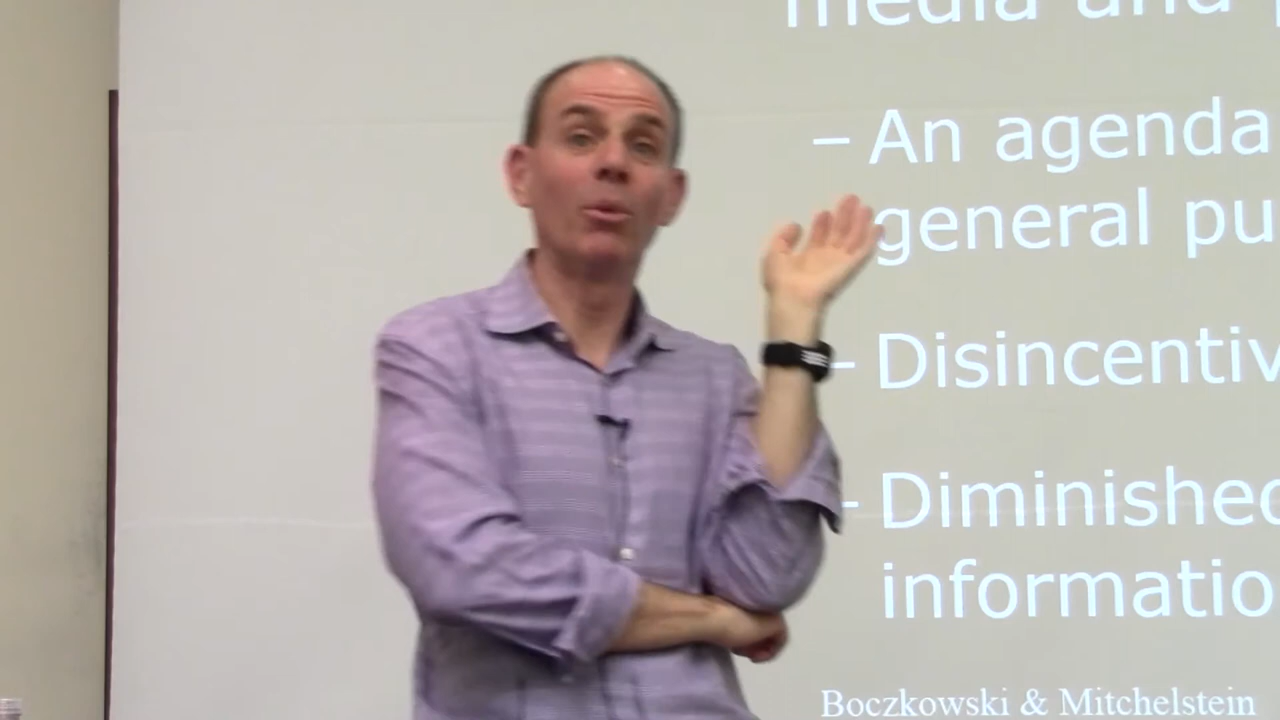 media and
– An agenda
general pu
– Disincentiv
– Diminished
informatio
Boczkowski & Mitchelstein